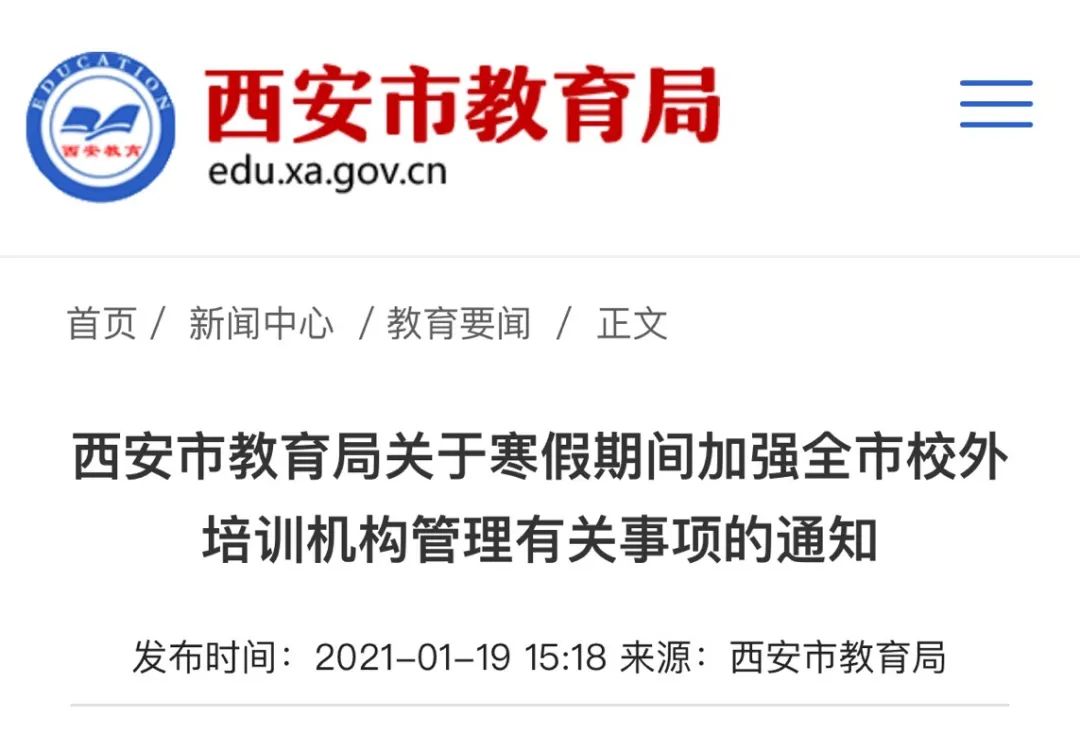 EDUCATION
西安教育
西安市教育局
edu.xa.gov.cn
首页 / 新闻中心 / 教育要闻 / 正文
西安市教育局关于寒假期间加强全市校外
培训机构管理有关事项的通知
发布时间：2021-01-19 15:18 来源：西安市教育局